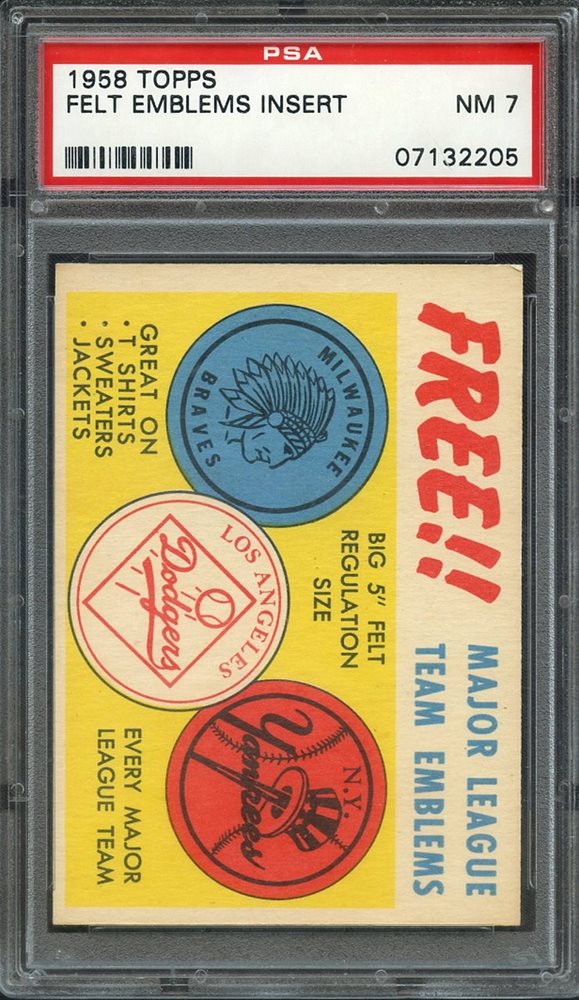 PSA
1958 TOPPS
FELT EMBLEMS INSERT
NM 7
07132205
FREE!!
MAJOR LEAGUE
TEAM EMBLEMS
MILWAUKEE
BRAVES
BIG 5" FELT
REGULATION
SIZE
N.Y.
Yankees
LOS ANGELES
Dodgers
GREAT ON
• T SHIRTS
• SWEATERS
• JACKETS
EVERY MAJOR
LEAGUE TEAM